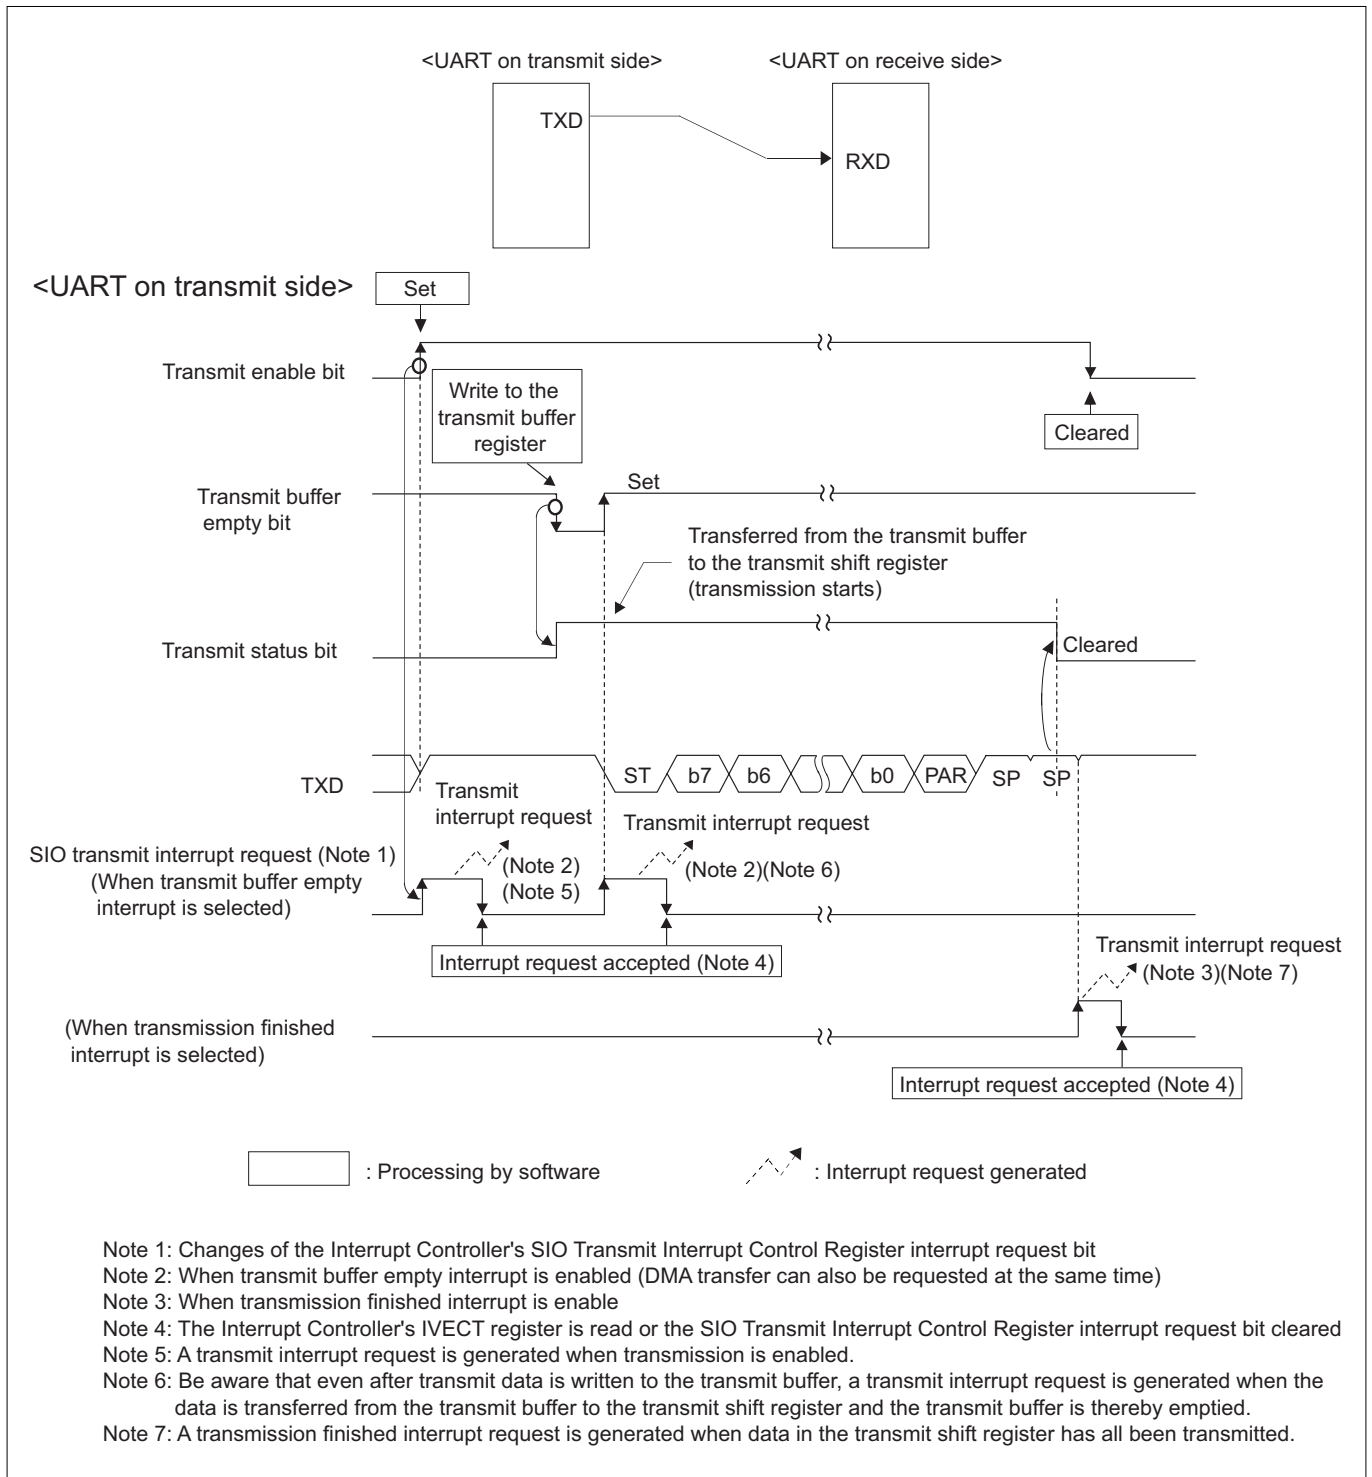 <UART on transmit side>
<UART on receive side>
TXD
RXD
<UART on transmit side>
Set
Transmit enable bit
Write to the
transmit buffer
register
Cleared
Transmit buffer
empty bit
Set
Transferred from the transmit buffer
to the transmit shift register
(transmission starts)
Transmit status bit
Cleared
TXD
ST
b7
b6
b0
PAR
SP
SP
Transmit
interrupt request
Transmit interrupt request
SIO transmit interrupt request (Note 1)
(When transmit buffer empty
interrupt is selected)
(Note 2)
(Note 5)
(Note 2)(Note 6)
Interrupt request accepted (Note 4)
Transmit interrupt request
(Note 3)(Note 7)
(When transmission finished
interrupt is selected)
Interrupt request accepted (Note 4)
: Processing by software
: Interrupt request generated
Note 1: Changes of the Interrupt Controller's SIO Transmit Interrupt Control Register interrupt request bit
Note 2: When transmit buffer empty interrupt is enabled (DMA transfer can also be requested at the same time)
Note 3: When transmission finished interrupt is enable
Note 4: The Interrupt Controller's IVECT register is read or the SIO Transmit Interrupt Control Register interrupt request bit cleared
Note 5: A transmit interrupt request is generated when transmission is enabled.
Note 6: Be aware that even after transmit data is written to the transmit buffer, a transmit interrupt request is generated when the
data is transferred from the transmit buffer to the transmit shift register and the transmit buffer is thereby emptied.
Note 7: A transmission finished interrupt request is generated when data in the transmit shift register has all been transmitted.